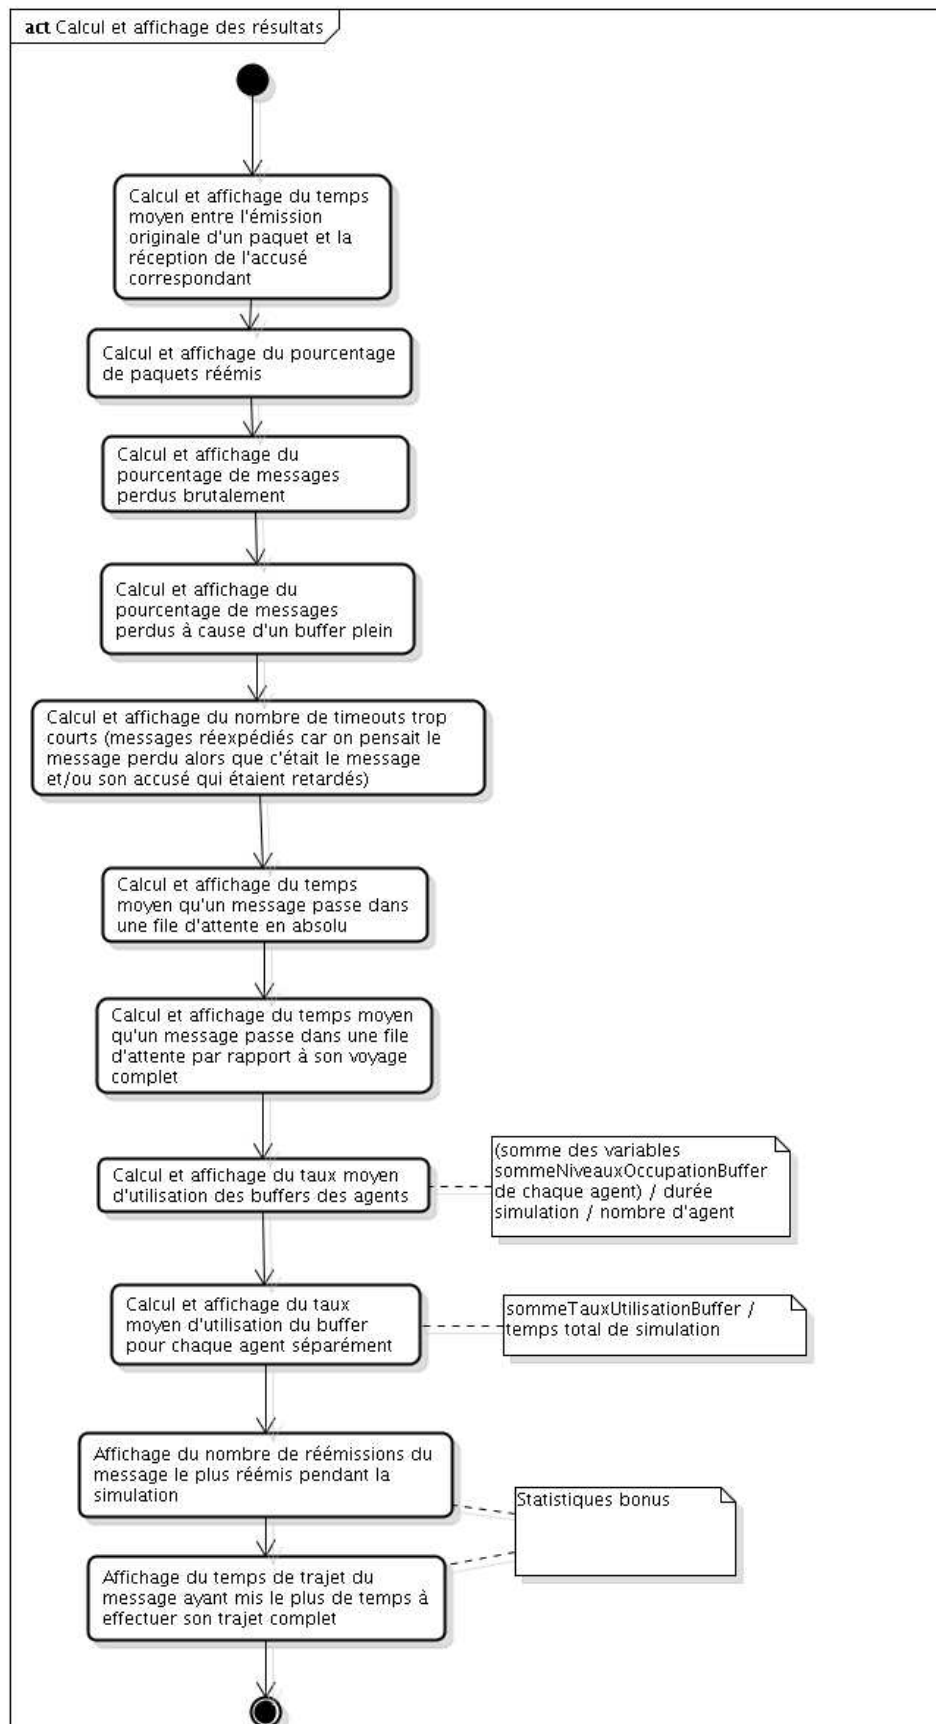 act Calcul et affichage des résultats
Calcul et affichage du temps
moyen entre l'émission
originale d'un paquet et la
réception de l'accusé
correspondant
Calcul et affichage du pourcentage
de paquets réémis
Calcul et affichage du
pourcentage de messages
perdus brutalement
Calcul et affichage du
pourcentage de messages
perdus à cause d'un buffer plein
Calcul et affichage du nombre de timeouts trop
courts (messages réexpédiés car on pensait le
message perdu alors que c'était le message
et/ou son accusé qui étaient retardés)
Calcul et affichage du temps
moyen qu'un message passe dans
une file d'attente en absolu
Calcul et affichage du temps moyen
qu'un message passe dans une file
d'attente par rapport à son voyage
complet
Calcul et affichage du taux moyen
d'utilisation des buffers des agents
(somme des variables
sommeNiveauxOccupationBuffer
de chaque agent) / durée
simulation / nombre d'agent
Calcul et affichage du taux
moyen d'utilisation du buffer
pour chaque agent séparément
sommeTauxUtilisationBuffer /
temps total de simulation
Affichage du nombre de réémissions du
message le plus réémis pendant la
simulation
Statistiques bonus
Affichage du temps de trajet du
message ayant mis le plus de temps à
effectuer son trajet complet